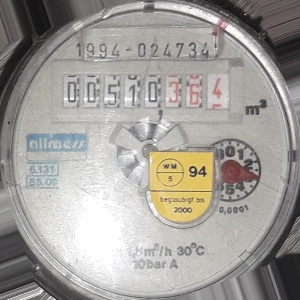 1994-024734
00510364 m³
allmess
6.131
85.00
WM
5
94
beglaubigt bis
2000
0,0001
m³/h 30°C
10bar A